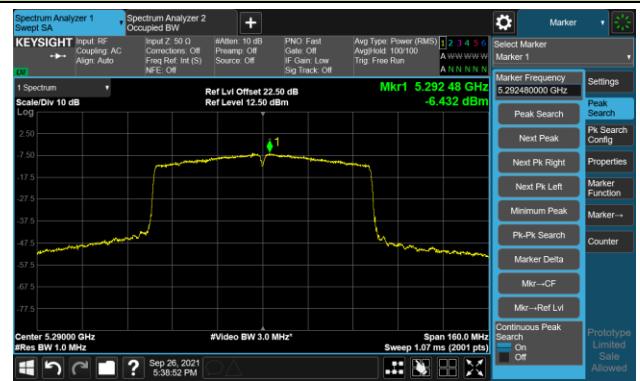 Spectrum Analyzer 1
Swept SA
Spectrum Analyzer 2
Occupied BW
Marker
KEYSIGHT
Input: RF
Coupling: AC
Align: Auto
Input Z: 50 Ω
Corrections: Off
Freq Ref: Int (S)
NFE: Off
#Atten: 10 dB
Preamp: Off
Source: Off
PNO: Fast
Gate: Off
IF Gain: Low
Sig Track: Off
Avg Type: Power (RMS)
Avg|Hold: 100/100
Trig: Free Run
1 2 3 4 5 6
A W W W W W
A N N N N N
Select Marker
Marker 1
1 Spectrum
Scale/Div 10 dB
Log
Ref Lvl Offset 22.50 dB
Ref Level 12.50 dBm
Mkr1 5.292 48 GHz
-6.432 dBm
2.50
-7.50
-17.5
-27.5
-37.5
-47.5
-57.5
-67.5
-77.5
1
Center 5.29000 GHz
#Res BW 1.0 MHz
#Video BW 3.0 MHz*
Span 160.0 MHz
Sweep 1.07 ms (2001 pts)
Marker Frequency
5.292480000 GHz
Peak Search
Next Peak
Next Pk Right
Next Pk Left
Minimum Peak
Pk-Pk Search
Marker Delta
Mkr→CF
Mkr→Ref Lvl
Continuous Peak
Search
On
Off
Settings
Peak
Search
Pk Search
Config
Properties
Marker
Function
Marker→
Counter
Prototype
Limited
Sale
Allowed
Sep 26, 2021
5:38:52 PM